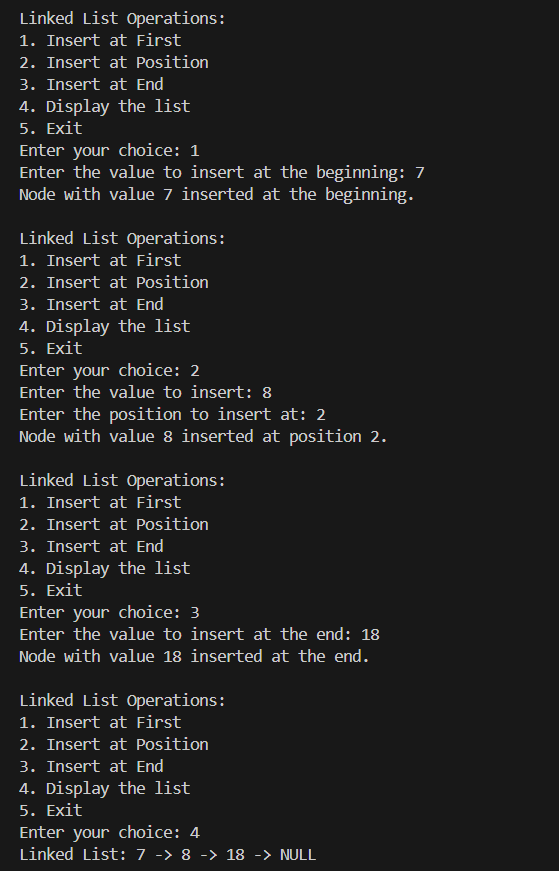 Linked List Operations:
1. Insert at First
2. Insert at Position
3. Insert at End
4. Display the list
5. Exit
Enter your choice: 1
Enter the value to insert at the beginning: 7
Node with value 7 inserted at the beginning.

Linked List Operations:
1. Insert at First
2. Insert at Position
3. Insert at End
4. Display the list
5. Exit
Enter your choice: 2
Enter the value to insert: 8
Enter the position to insert at: 2
Node with value 8 inserted at position 2.

Linked List Operations:
1. Insert at First
2. Insert at Position
3. Insert at End
4. Display the list
5. Exit
Enter your choice: 3
Enter the value to insert at the end: 18
Node with value 18 inserted at the end.

Linked List Operations:
1. Insert at First
2. Insert at Position
3. Insert at End
4. Display the list
5. Exit
Enter your choice: 4
Linked List: 7 -> 8 -> 18 -> NULL